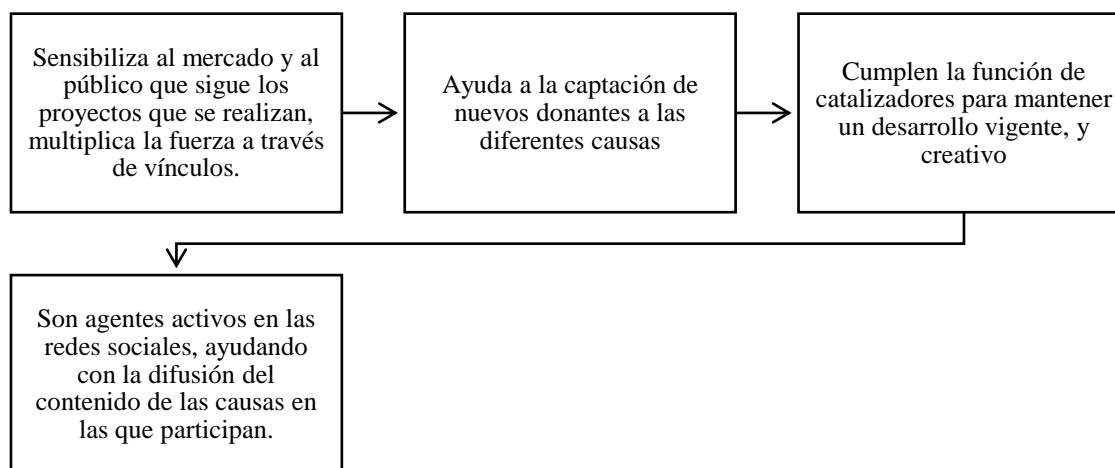 Sensibiliza al mercado y al
público que sigue los
proyectos que se realizan,
multiplica la fuerza a través
de vínculos.
Ayuda a la captación de
nuevos donantes a las
diferentes causas
Cumplen la función de
catalizadores para mantener
un desarrollo vigente, y
creativo
Son agentes activos en las
redes sociales, ayudando
con la difusión del
contenido de las causas en
las que participan.